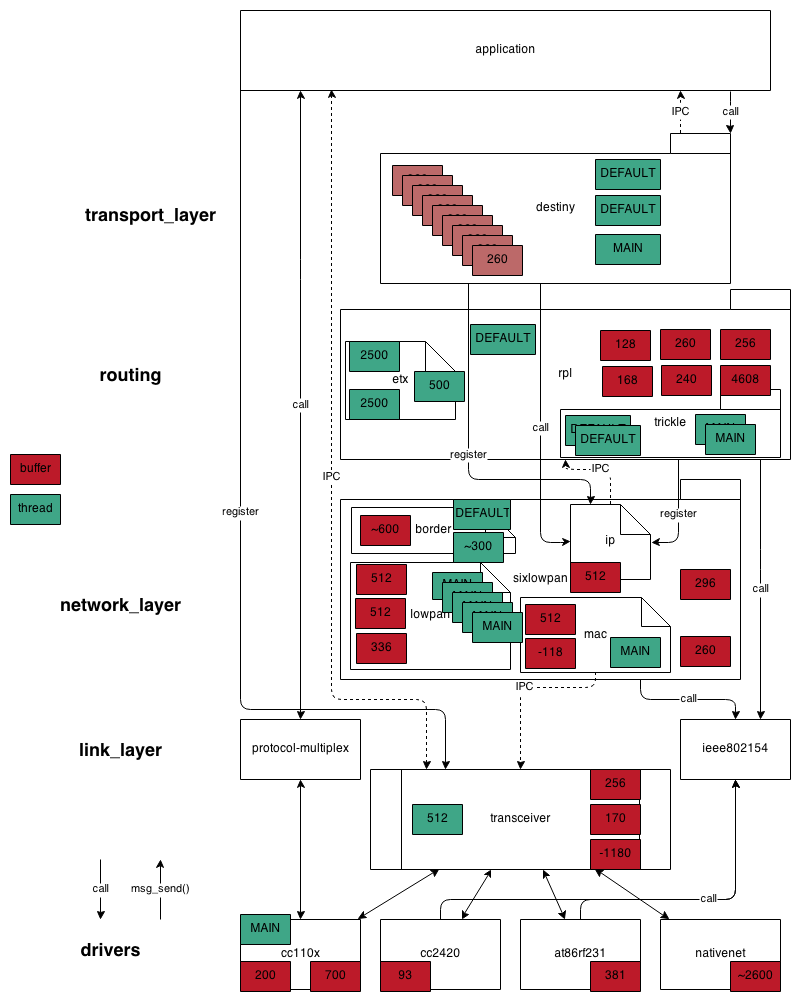 application
IPC
call
transport_layer
destiny
DEFAULT
DEFAULT
MAIN
260
routing
2500
etx
500
2500
DEFAULT
rpl
128
260
256
168
240
4608
trickle
DEFAULT
MAIN
call
call
register
IPC
IPC
register
register
call
buffer
thread
network_layer
~600
border
DEFAULT
~300
ip
512
sixlowpan
512
512
336
lowpan
MAIN
MAIN
MAIN
MAIN
MAIN
512
~118
mac
MAIN
296
260
IPC
call
link_layer
protocol-multiplex
ieee802154
512
transceiver
256
170
~1180
call
msg_send()
call
drivers
MAIN
cc110x
200
700
cc2420
93
at86rf231
381
nativenet
~2600